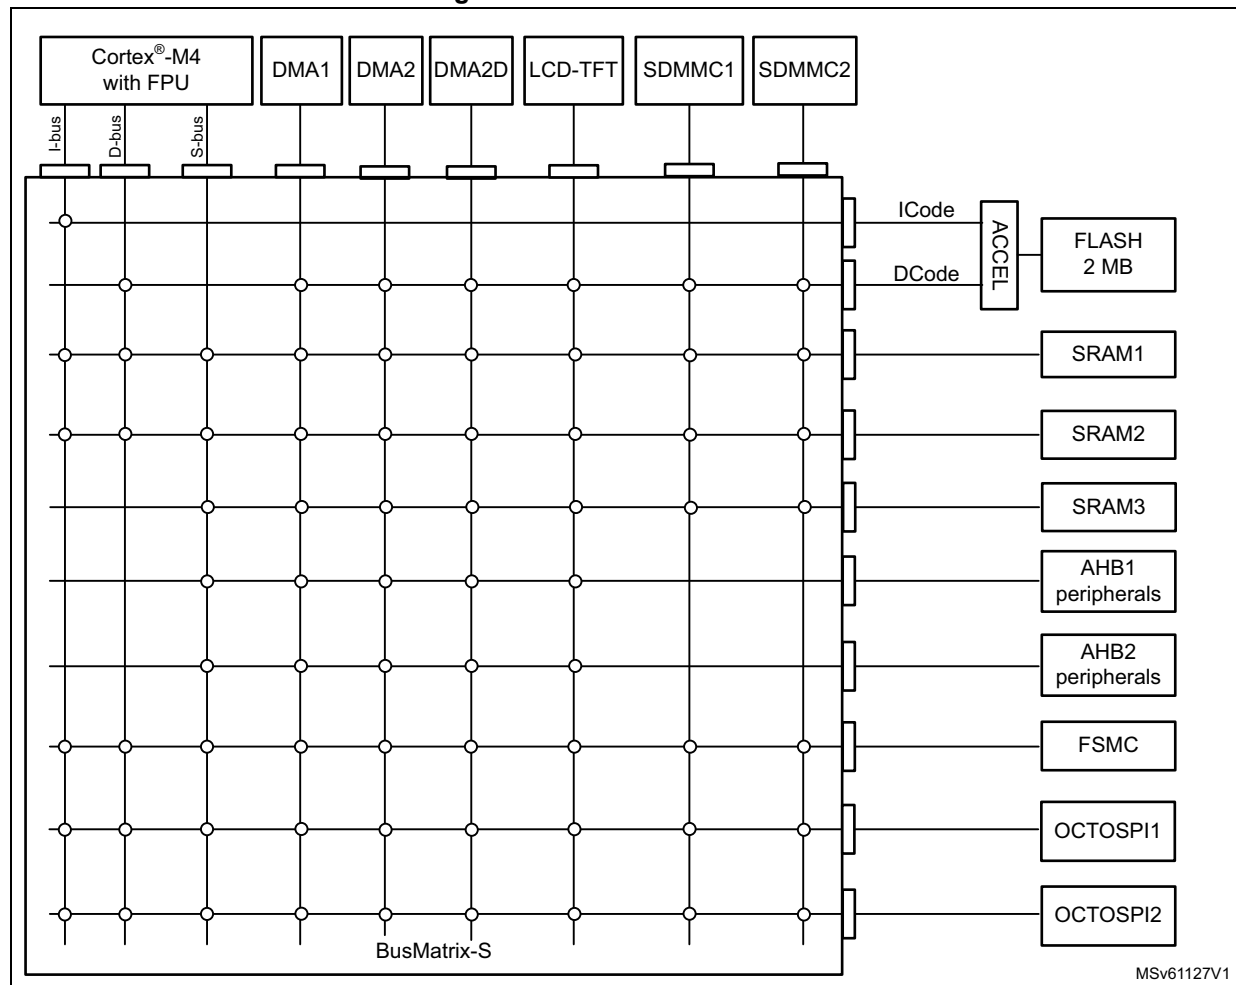 Cortex®-M4
with FPU
DMA1
DMA2
DMA2D
LCD-TFT
SDMMC1
SDMMC2
I-bus
D-bus
S-bus
ICode
DCode
ACCEL
FLASH
2 MB
SRAM1
SRAM2
SRAM3
AHB1
peripherals
AHB2
peripherals
FSMC
OCTOSPI1
OCTOSPI2
BusMatrix-S
MSv61127V1